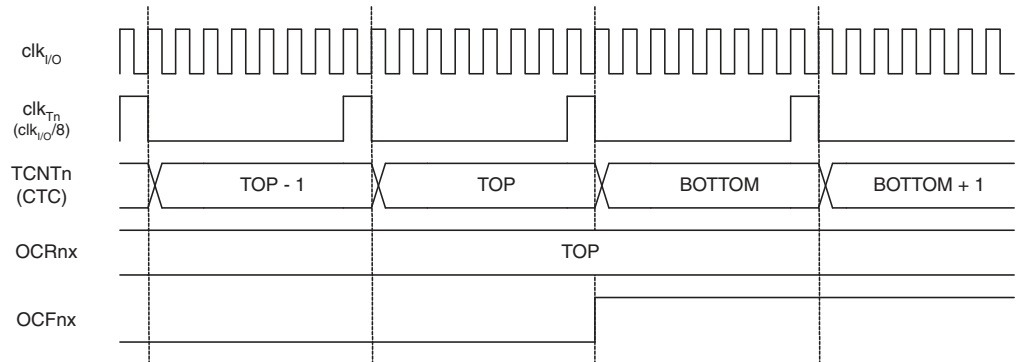 clkI/O
clkTn
(clkI/O/8)
TCNTn
(CTC)
TOP - 1
TOP
BOTTOM
BOTTOM + 1
OCRnx
TOP
OCFnx